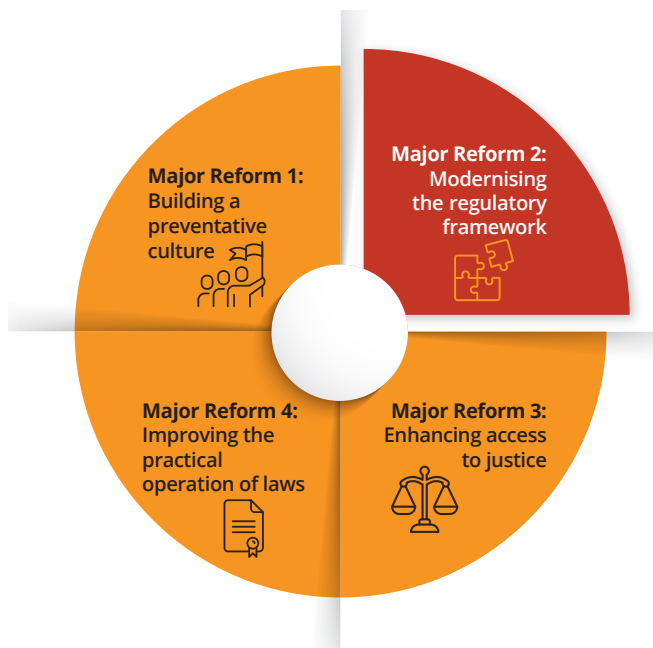 Major Reform 1:
Building a
preventative
culture
Major Reform 2:
Modernising
the regulatory
framework
Major Reform 4:
Improving the
practical
operation of laws
Major Reform 3:
Enhancing access
to justice